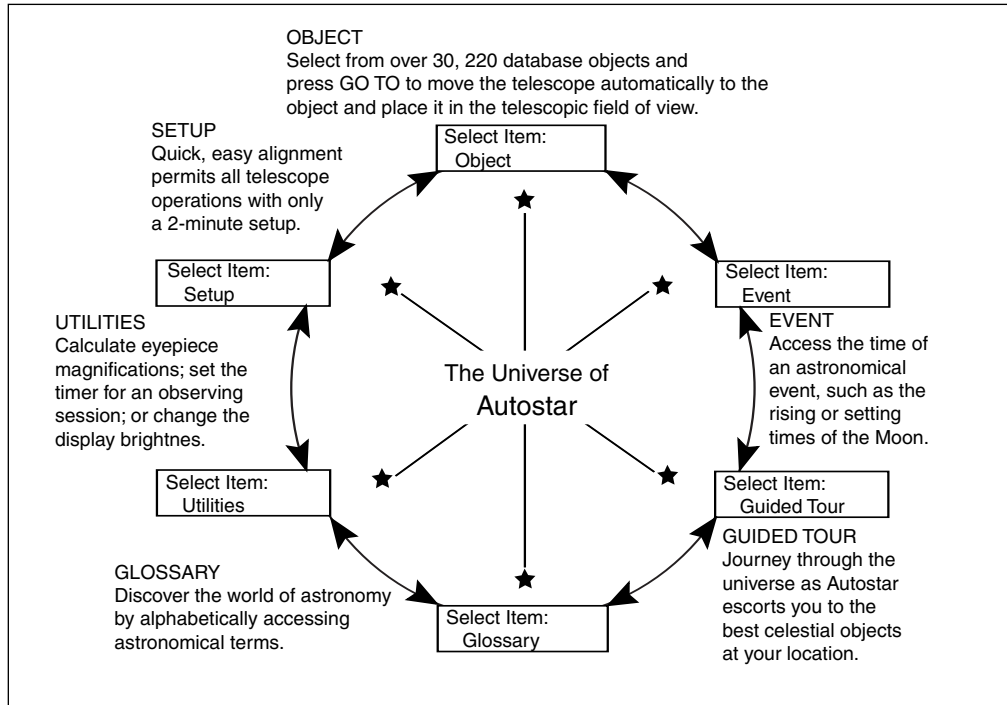 OBJECT
Select from over 30, 220 database objects and
press GO TO to move the telescope automatically to the
object and place it in the telescopic field of view.
Select Item:
Object
SETUP
Quick, easy alignment
permits all telescope
operations with only
a 2-minute setup.
Select Item:
Setup
Select Item:
Event
UTILITIES
Calculate eyepiece
magnifications; set the
timer for an observing
session; or change the
display brightnes.
The Universe of
Autostar
EVENT
Access the time of
an astronomical
event, such as the
rising or setting
times of the Moon.
Select Item:
Utilities
Select Item:
Guided Tour
GLOSSARY
Discover the world of astronomy
by alphabetically accessing
astronomical terms.
Select Item:
Glossary
GUIDED TOUR
Journey through the
universe as Autostar
escorts you to the
best celestial objects
at your location.